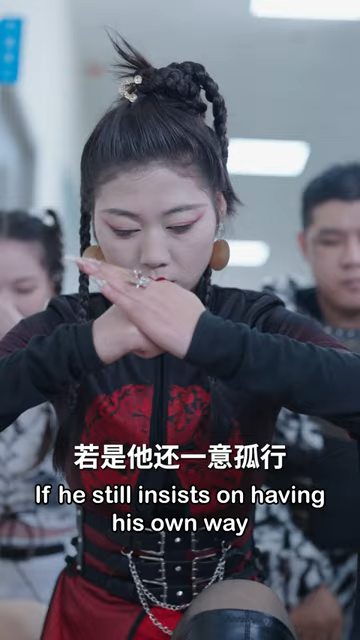 若是他还一意孤行
If he still insists on having
his own way